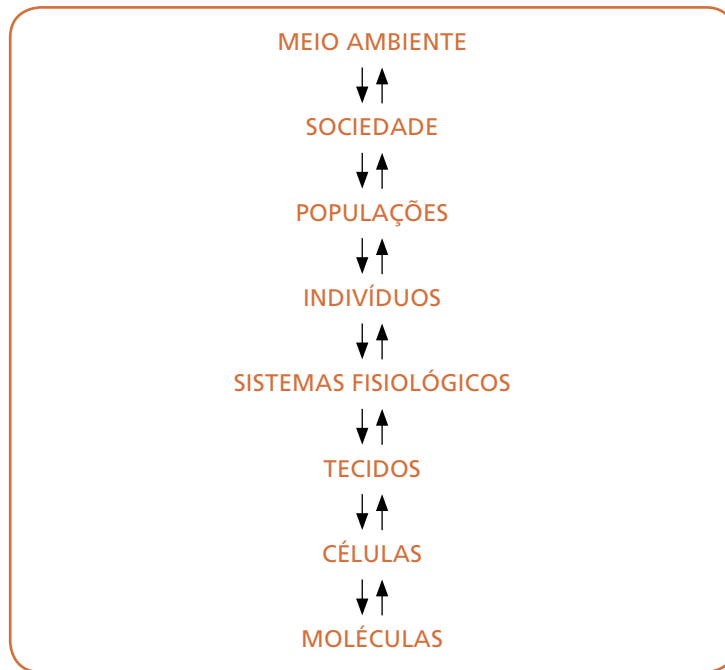 MEIO AMBIENTE
SOCIEDADE
POPULAÇÕES
INDIVÍDUOS
SISTEMAS FISIOLÓGICOS
TECIDOS
CÉLULAS
MOLÉCULAS